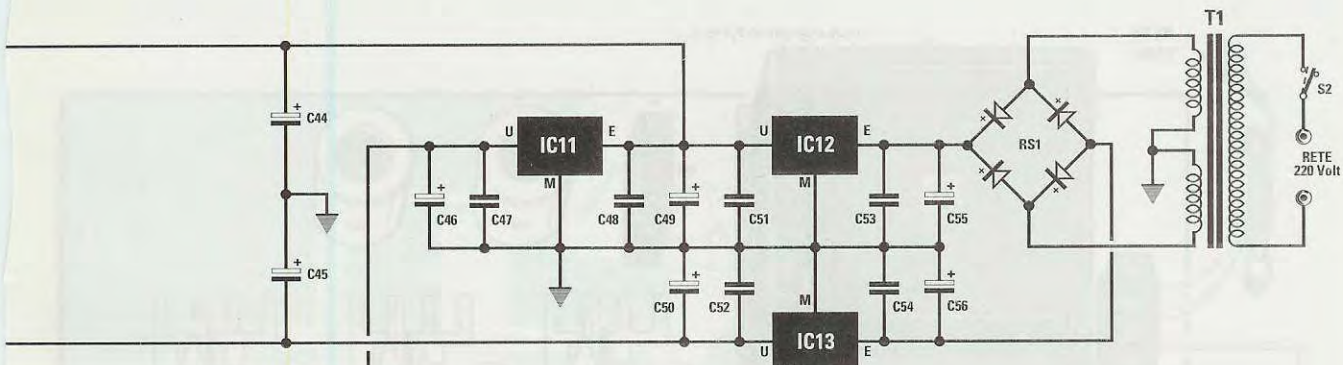 T1
S2
RETE
220 Volt
RS1
C44
C45
U
IC11
E
M
C46
C47
C48
C49
C51
U
IC12
E
M
C53
C55
C50
C52
M
C54
C56
U
IC13
E